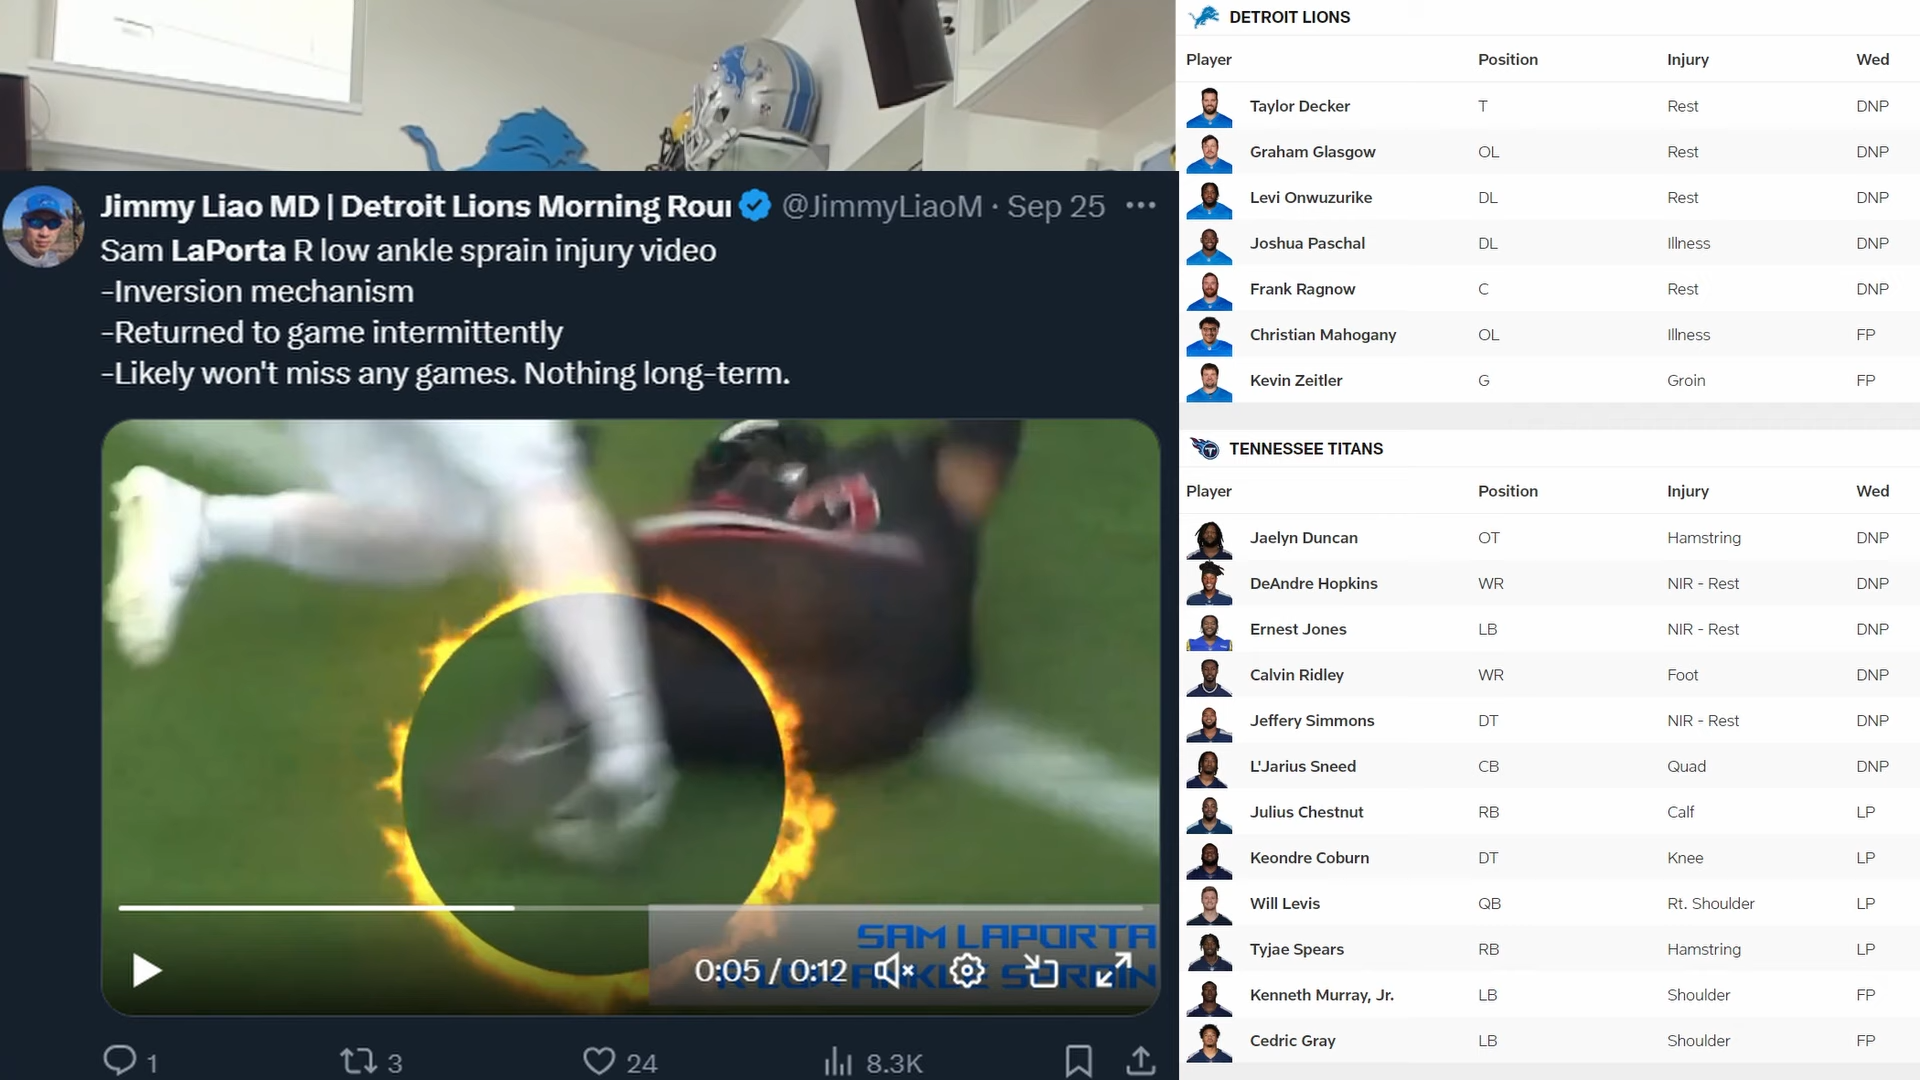 Jimmy Liao MD | Detroit Lions Morning Rou @JimmyLiaoM · Sep 25
Sam LaPorta R low ankle sprain injury video
-Inversion mechanism
-Returned to game intermittently
-Likely won't miss any games. Nothing long-term.
SAM LAPORTA
R LOW ANKLE SPRAIN
0:05 / 0:12
1 3 24 8.3K
DETROIT LIONS
Player Position Injury Wed
Taylor Decker T Rest DNP
Graham Glasgow OL Rest DNP
Levi Onwuzurike DL Rest DNP
Joshua Paschal DL Illness DNP
Frank Ragnow C Rest DNP
Christian Mahogany OL Illness FP
Kevin Zeitler G Groin FP
TENNESSEE TITANS
Player Position Injury Wed
Jaelyn Duncan OT Hamstring DNP
DeAndre Hopkins WR NIR - Rest DNP
Ernest Jones LB NIR - Rest DNP
Calvin Ridley WR Foot DNP
Jeffery Simmons DT NIR - Rest DNP
L'Jarius Sneed CB Quad DNP
Julius Chestnut RB Calf LP
Keondre Coburn DT Knee LP
Will Levis QB Rt. Shoulder LP
Tyjae Spears RB Hamstring LP
Kenneth Murray, Jr. LB Shoulder FP
Cedric Gray LB Shoulder FP